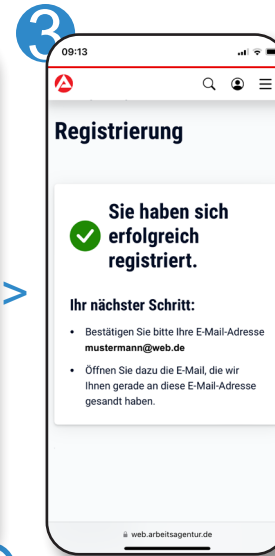 3
09:13
Registrierung
Sie haben sich
erfolgreich
registriert.
>
Ihr nächster Schritt:
• Bestätigen Sie bitte Ihre E-Mail-Adresse
mustermann@web.de
• Öffnen Sie dazu die E-Mail, die wir
Ihnen gerade an diese E-Mail-Adresse
gesandt haben.
web.arbeitsagentur.de